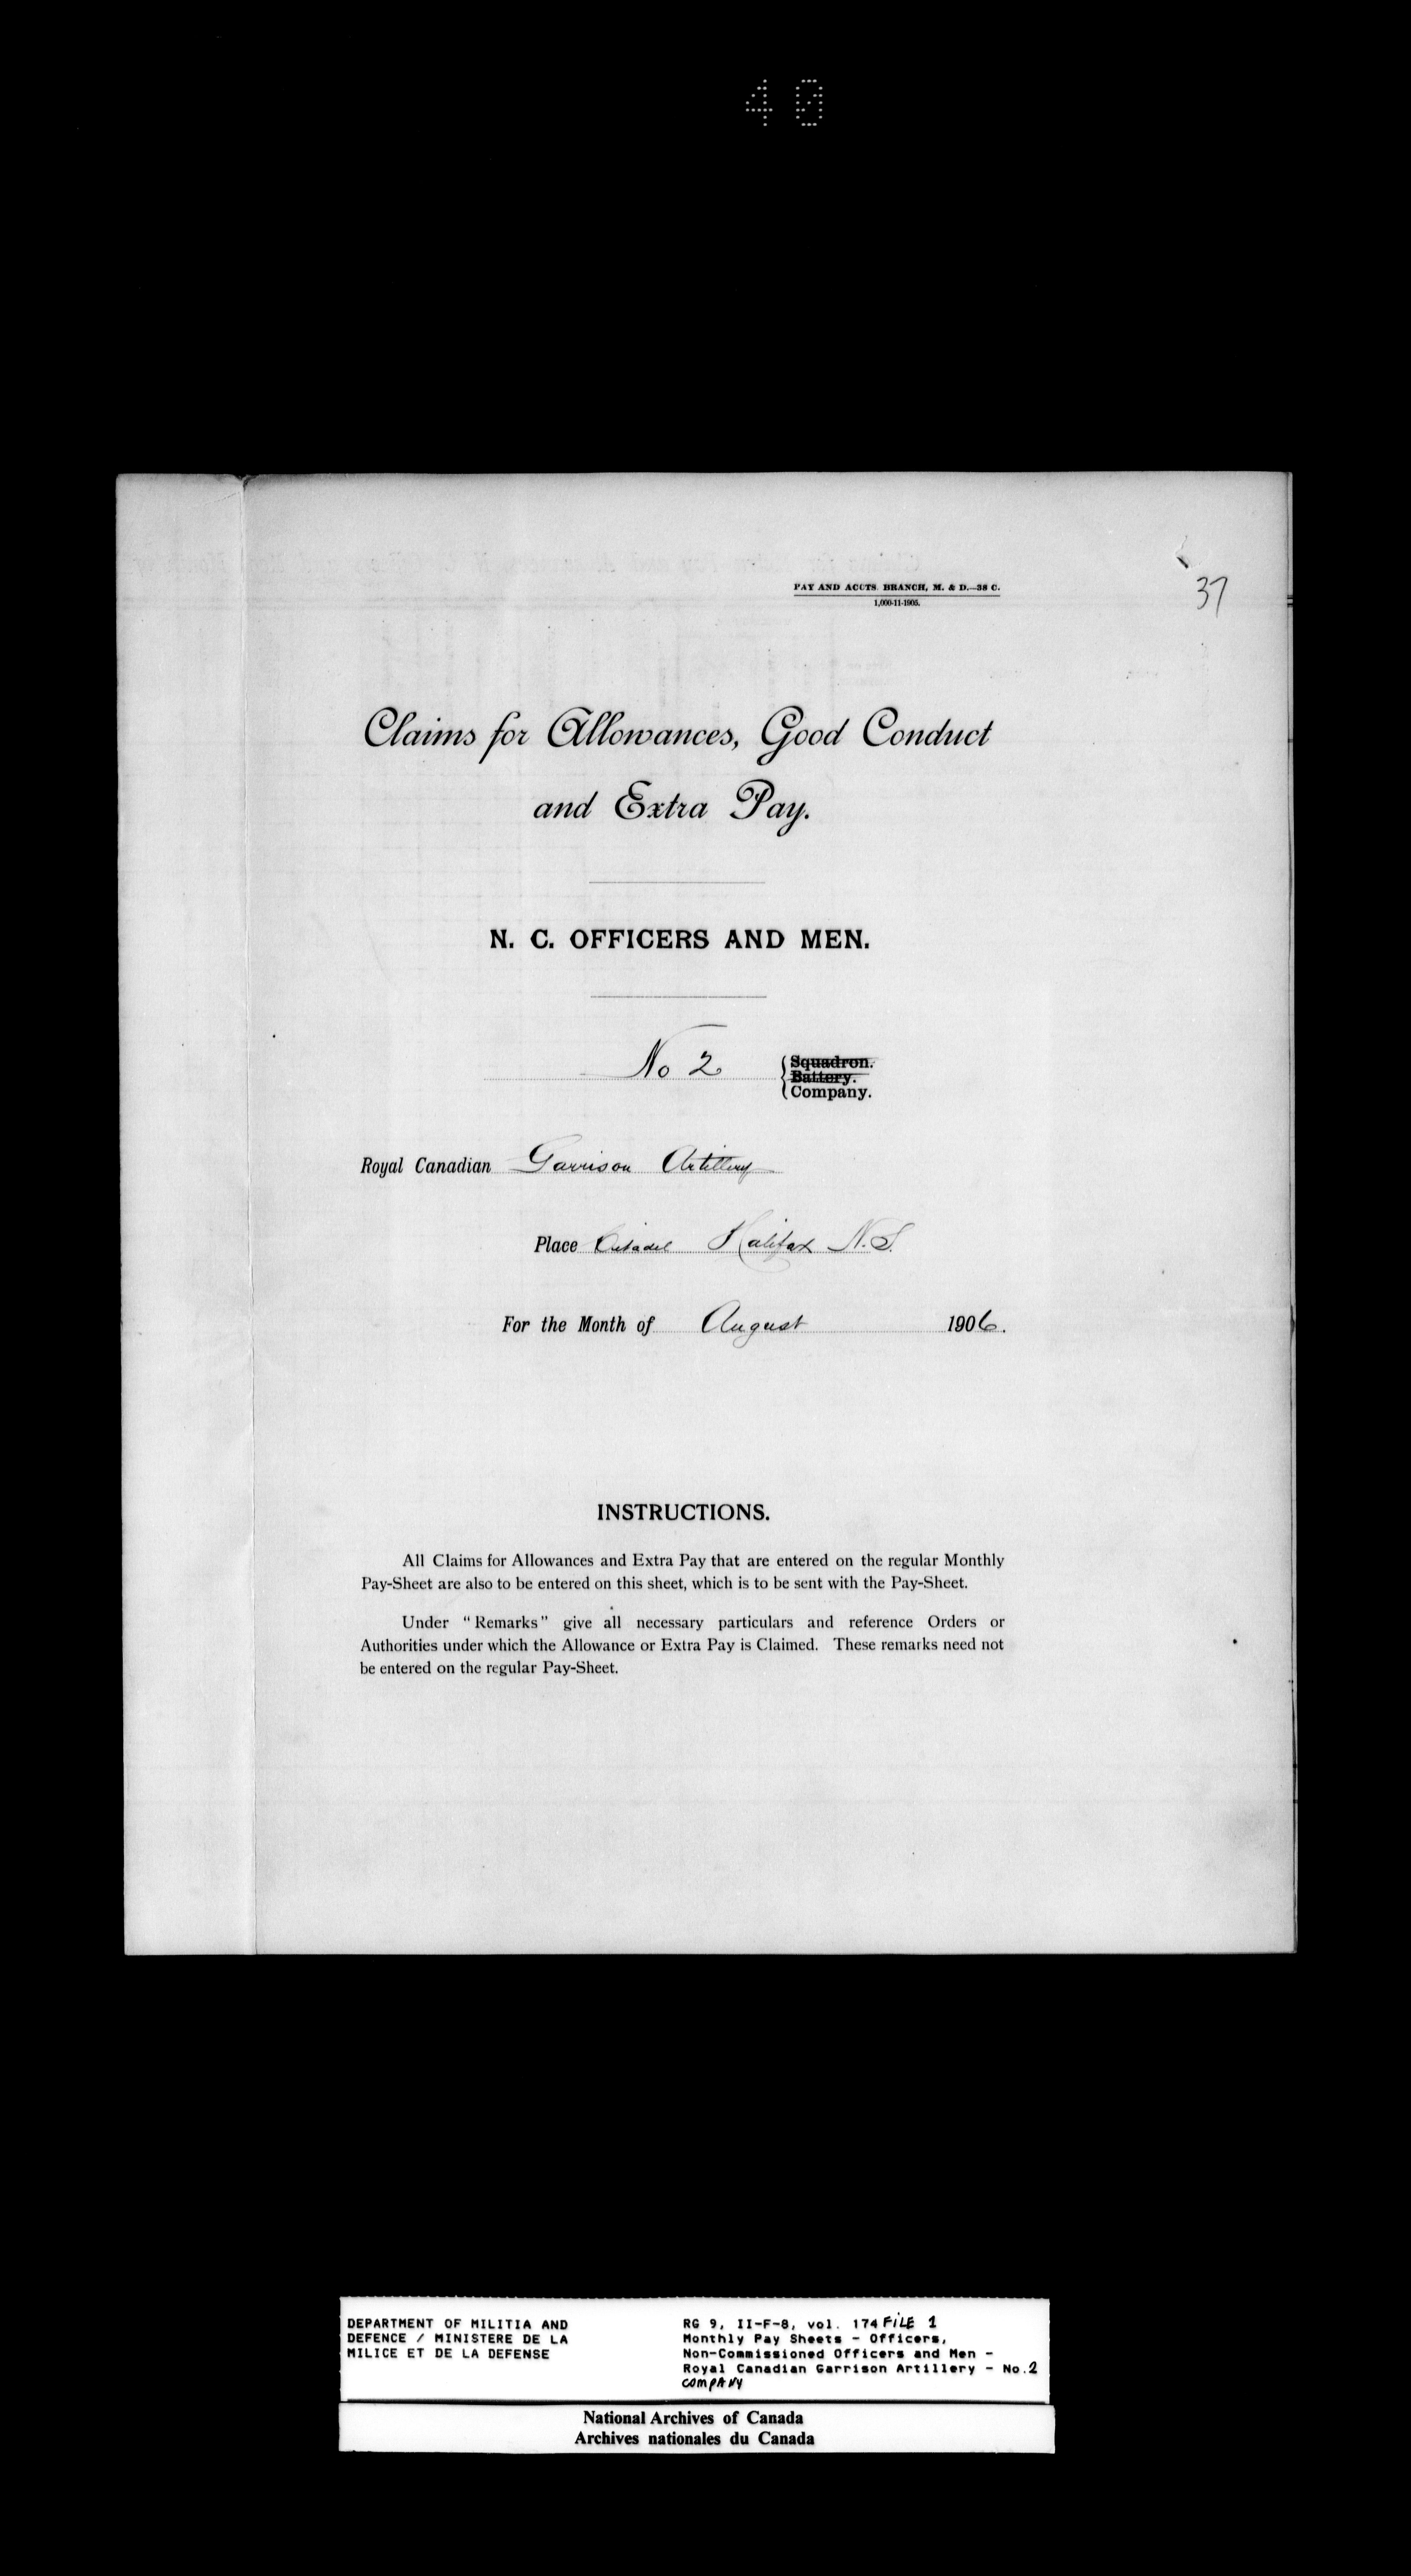 40
PAY AND ACCTS. BRANCH, M. & D.—38 C.
1,000-11-1905.
37
Claims for Allowances, Good Conduct
and Extra Pay.
N. C. OFFICERS AND MEN.
No 2 { Squadron.
Battery.
Company.
Royal Canadian Garrison Artillery
Place Citadel Halifax N.S.
For the Month of August 1906.
INSTRUCTIONS.
All Claims for Allowances and Extra Pay that are entered on the regular Monthly
Pay-Sheet are also to be entered on this sheet, which is to be sent with the Pay-Sheet.
Under "Remarks" give all necessary particulars and reference Orders or
Authorities under which the Allowance or Extra Pay is Claimed. These remarks need not
be entered on the regular Pay-Sheet.
DEPARTMENT OF MILITIA AND
DEFENCE / MINISTERE DE LA
MILICE ET DE LA DEFENSE
RG 9, II-F-8, vol. 174 FILE 1
Monthly Pay Sheets - Officers,
Non-Commissioned Officers and Men -
Royal Canadian Garrison Artillery - No.2
COMPANY
National Archives of Canada
Archives nationales du Canada